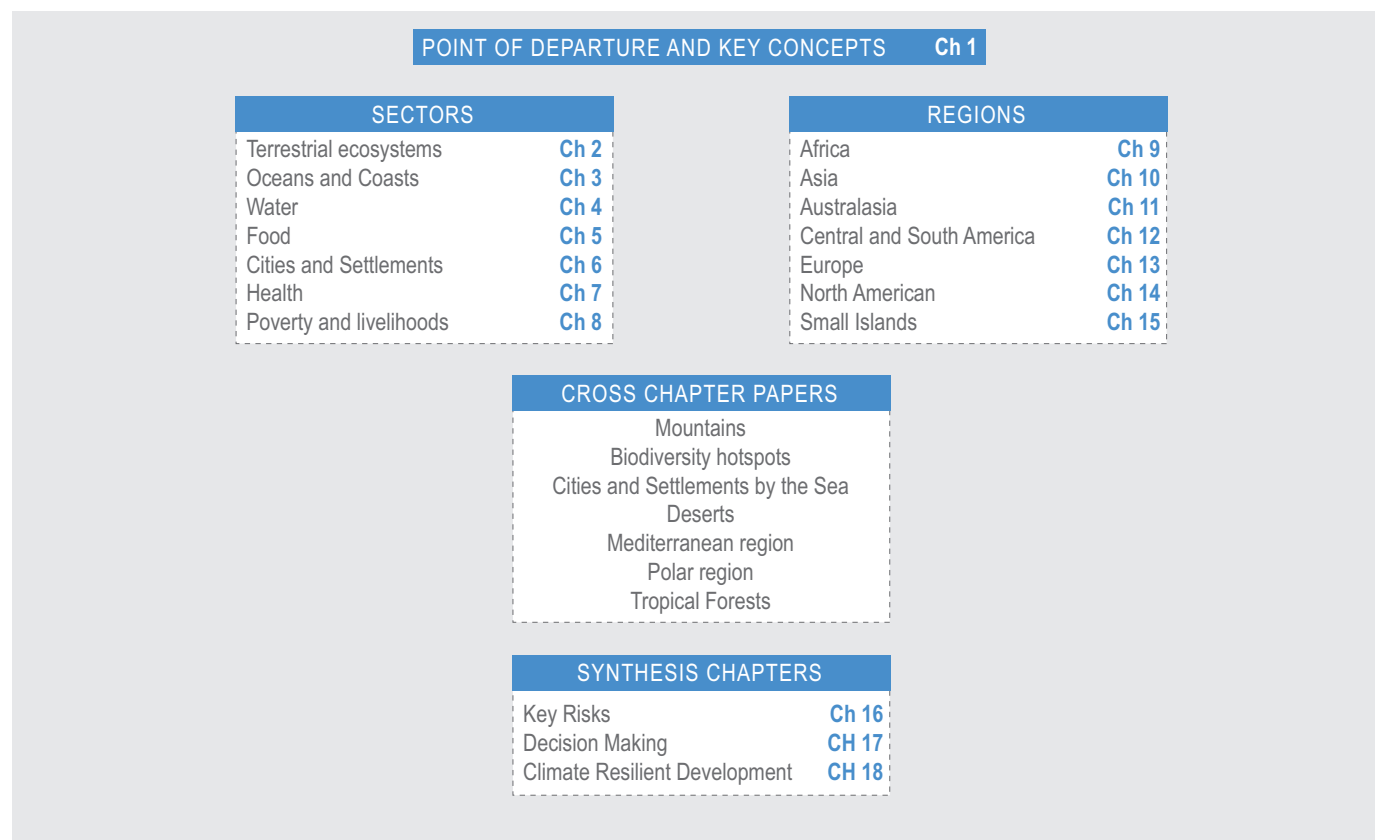 POINT OF DEPARTURE AND KEY CONCEPTS Ch 1
SECTORS
Terrestrial ecosystems Ch 2
Oceans and Coasts Ch 3
Water Ch 4
Food Ch 5
Cities and Settlements Ch 6
Health Ch 7
Poverty and livelihoods Ch 8
REGIONS
Africa Ch 9
Asia Ch 10
Australasia Ch 11
Central and South America Ch 12
Europe Ch 13
North American Ch 14
Small Islands Ch 15
CROSS CHAPTER PAPERS
Mountains
Biodiversity hotspots
Cities and Settlements by the Sea
Deserts
Mediterranean region
Polar region
Tropical Forests
SYNTHESIS CHAPTERS
Key Risks Ch 16
Decision Making CH 17
Climate Resilient Development CH 18